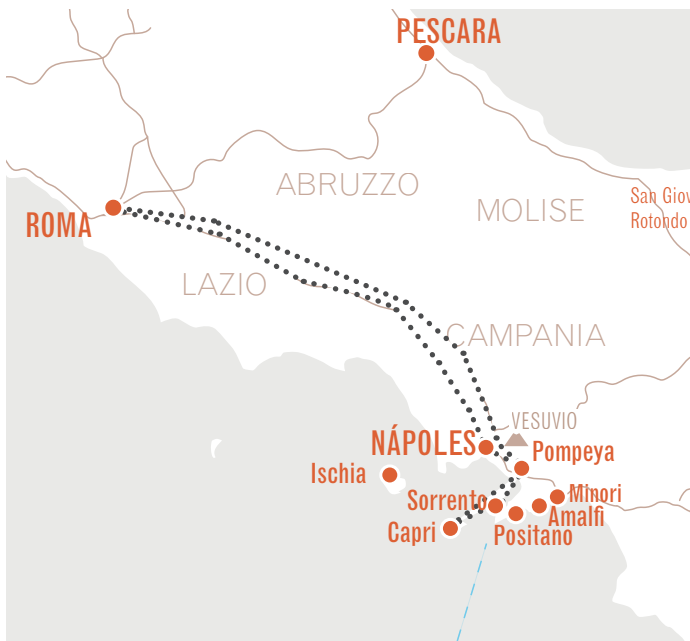 PESCARA
ABRUZZO
San Giov
Rotondo
MOLISE
ROMA
LAZIO
CAMPANIA
VESUVIO
NÁPOLES
Pompeya
Ischia
Minori
Sorrento
Amalfi
Capri
Positano